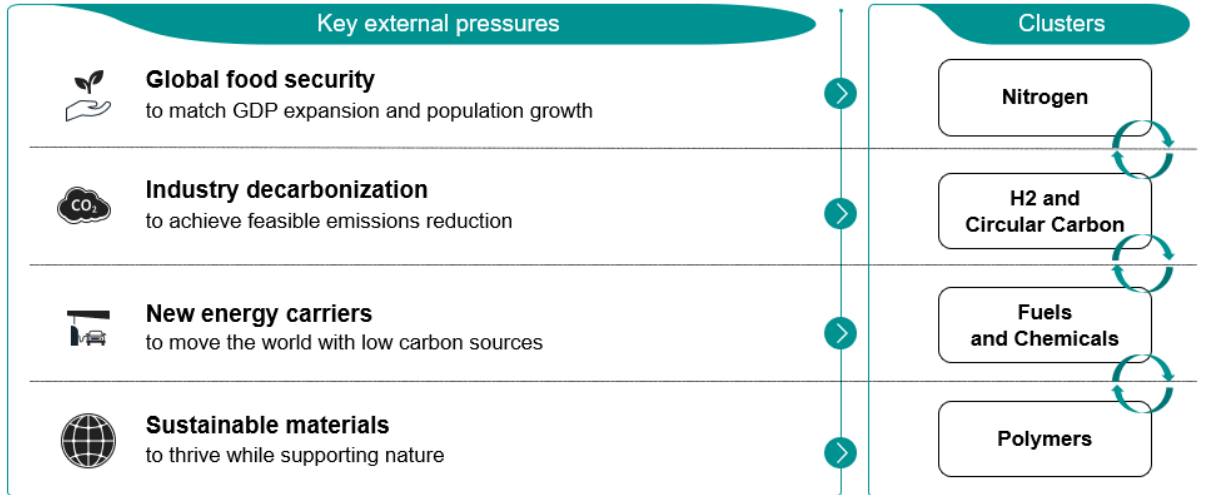 Key external pressures
Clusters
Global food security
to match GDP expansion and population growth
Nitrogen
CO₂
Industry decarbonization
to achieve feasible emissions reduction
H2 and
Circular Carbon
New energy carriers
to move the world with low carbon sources
Fuels
and Chemicals
Sustainable materials
to thrive while supporting nature
Polymers